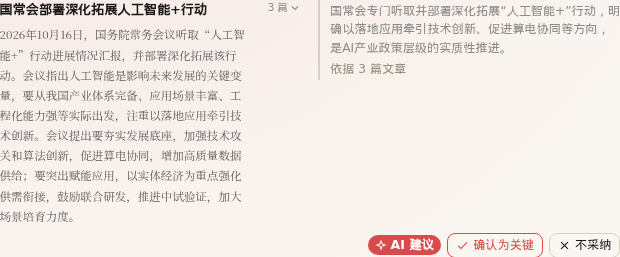 国常会部署深化拓展人工智能+行动
3 篇
2026年10月16日，国务院常务会议听取“人工智
能+”行动进展情况汇报，并部署深化拓展该行
动。会议指出人工智能是影响未来发展的关键变
量，要从我国产业体系完备、应用场景丰富、工
程化能力强等实际出发，注重以落地应用牵引技
术创新。会议提出要夯实发展底座，加强技术攻
关和算法创新，促进算电协同，增加高质量数据
供给；要突出赋能应用，以实体经济为重点强化
供需衔接，鼓励联合研发，推进中试验证，加大
场景培育力度。
国常会专门听取并部署深化拓展“人工智能+”行动，明
确以落地应用牵引技术创新、促进算电协同等方向，
是AI产业政策层级的实质性推进。
依据 3 篇文章
AI 建议
确认为关键
不采纳